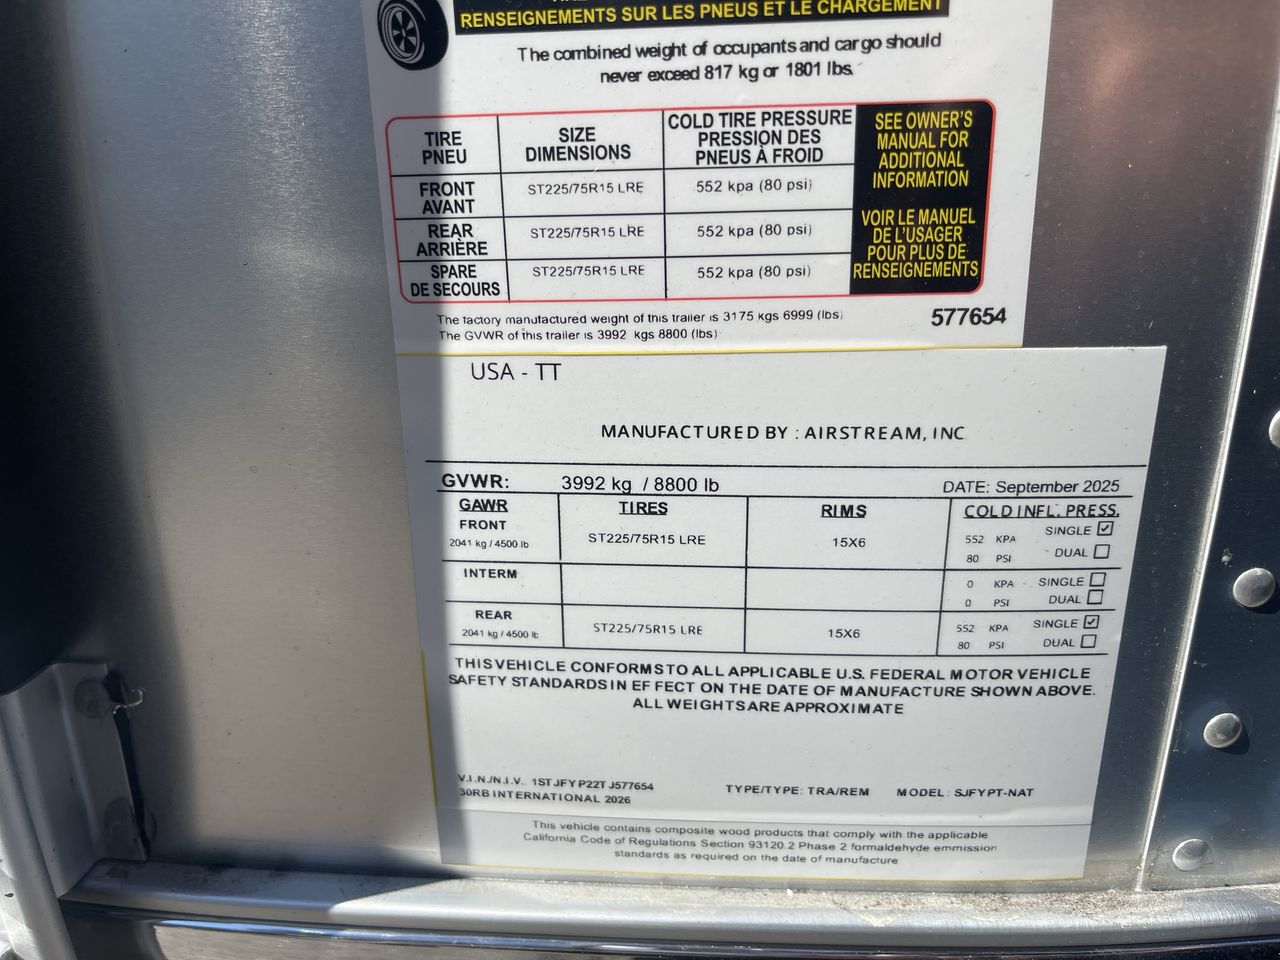 RENSEIGNEMENTS SUR LES PNEUS ET LE CHARGEMENT
The combined weight of occupants and cargo should
never exceed 817 kg or 1801 lbs.
TIRE
PNEU
SIZE
DIMENSIONS
COLD TIRE PRESSURE
PRESSION DES
PNEUS À FROID
SEE OWNER'S
MANUAL FOR
ADDITIONAL
INFORMATION
VOIR LE MANUEL
DE L'USAGER
POUR PLUS DE
RENSEIGNEMENTS
FRONT
AVANT
ST225/75R15 LRE
552 kpa (80 psi)
REAR
ARRIÈRE
ST225/75R15 LRE
552 kpa (80 psi)
SPARE
DE SECOURS
ST225/75R15 LRE
552 kpa (80 psi)
The factory manufactured weight of this trailer is 3175 kgs 6999 (lbs)
The GVWR of this trailer is 3992 kgs 8800 (lbs)
577654
USA - TT
MANUFACTURED BY : AIRSTREAM, INC
GVWR: 3992 kg / 8800 lb DATE: September 2025
GAWR TIRES RIMS COLD INFL. PRESS.
FRONT
2041 kg / 4500 lb
ST225/75R15 LRE
15X6
552 KPA SINGLE ☑
80 PSI DUAL ☐
INTERM
0 KPA SINGLE ☐
0 PSI DUAL ☐
REAR
2041 kg / 4500 lb
ST225/75R15 LRE
15X6
552 KPA SINGLE ☑
80 PSI DUAL ☐
THIS VEHICLE CONFORMS TO ALL APPLICABLE U.S. FEDERAL MOTOR VEHICLE
SAFETY STANDARDS IN EFFECT ON THE DATE OF MANUFACTURE SHOWN ABOVE.
ALL WEIGHTS ARE APPROXIMATE
V.I.N./N.I.V. 1STJFYP22TJ577654
30RB INTERNATIONAL 2026
TYPE/TYPE: TRA/REM MODEL: SJFYPT-NAT
This vehicle contains composite wood products that comply with the applicable
California Code of Regulations Section 93120.2 Phase 2 formaldehyde emmission
standards as required on the date of manufacture